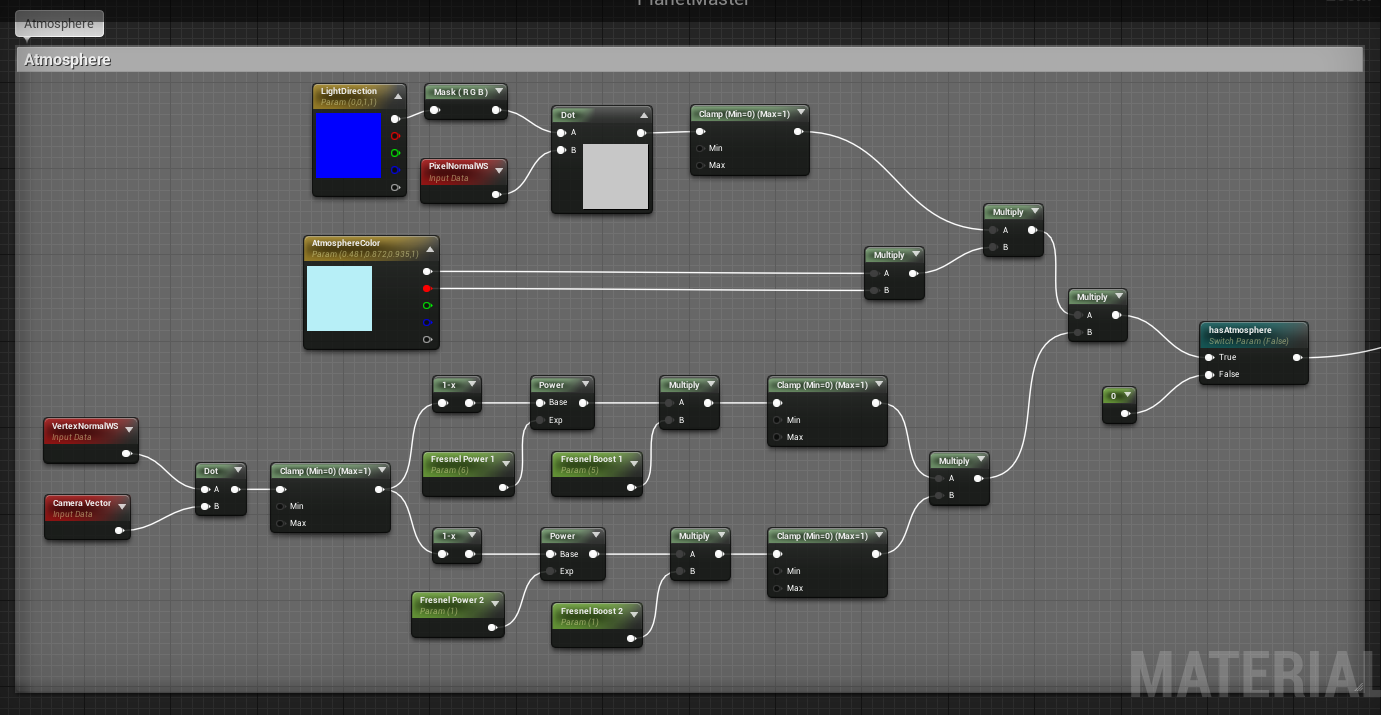 PlanetMaster
Atmosphere
Atmosphere
LightDirection
Param (0,0,1,1)
Mask ( R G B )
PixelNormalWS
Input Data
Dot
A
B
Clamp (Min=0) (Max=1)
Min
Max
AtmosphereColor
Param (0.481,0.872,0.935,1)
Multiply
A
B
Multiply
A
B
Multiply
A
B
hasAtmosphere
Switch Param (False)
True
False
0
VertexNormalWS
Input Data
Camera Vector
Input Data
Dot
A
B
Clamp (Min=0) (Max=1)
Min
Max
1-x
Power
Base
Exp
Fresnel Power 1
Param (6)
Multiply
A
B
Fresnel Boost 1
Param (5)
Clamp (Min=0) (Max=1)
Min
Max
Multiply
A
B
1-x
Power
Base
Exp
Fresnel Power 2
Param (1)
Multiply
A
B
Fresnel Boost 2
Param (1)
Clamp (Min=0) (Max=1)
Min
Max
MATERIAL